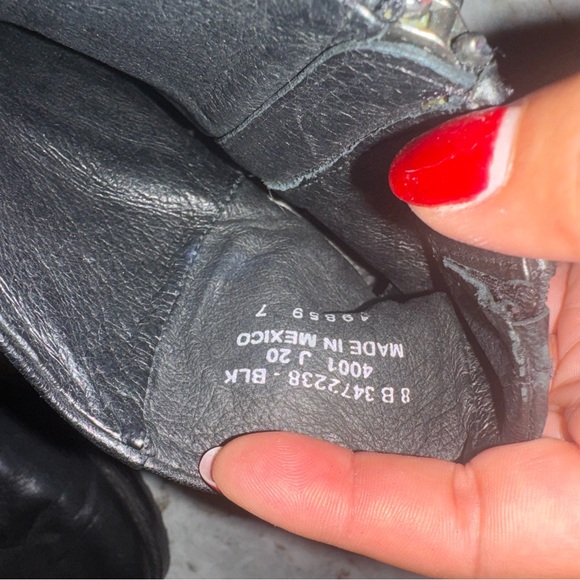 8 B 3472238 - BLK
4001 J 20
MADE IN MEXICO
49859 7